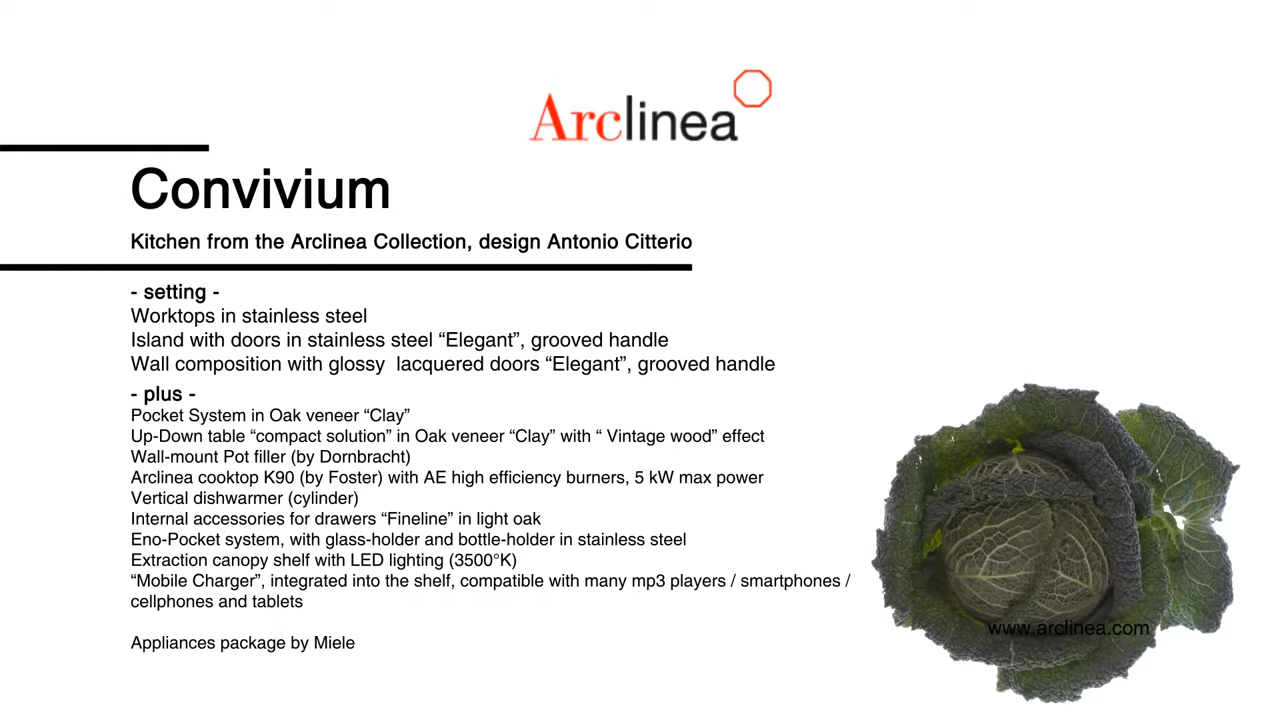 Arclinea
Convivium
Kitchen from the Arclinea Collection, design Antonio Citterio
- setting -
Worktops in stainless steel
Island with doors in stainless steel “Elegant”, grooved handle
Wall composition with glossy  lacquered doors “Elegant”, grooved handle
- plus -
Pocket System in Oak veneer “Clay”
Up-Down table “compact solution” in Oak veneer “Clay” with “ Vintage wood” effect
Wall-mount Pot filler (by Dornbracht)
Arclinea cooktop K90 (by Foster) with AE high efficiency burners, 5 kW max power
Vertical dishwarmer (cylinder)
Internal accessories for drawers “Fineline” in light oak
Eno-Pocket system, with glass-holder and bottle-holder in stainless steel
Extraction canopy shelf with LED lighting (3500°K)
“Mobile Charger”, integrated into the shelf, compatible with many mp3 players / smartphones /
cellphones and tablets
www.arclinea.com
Appliances package by Miele